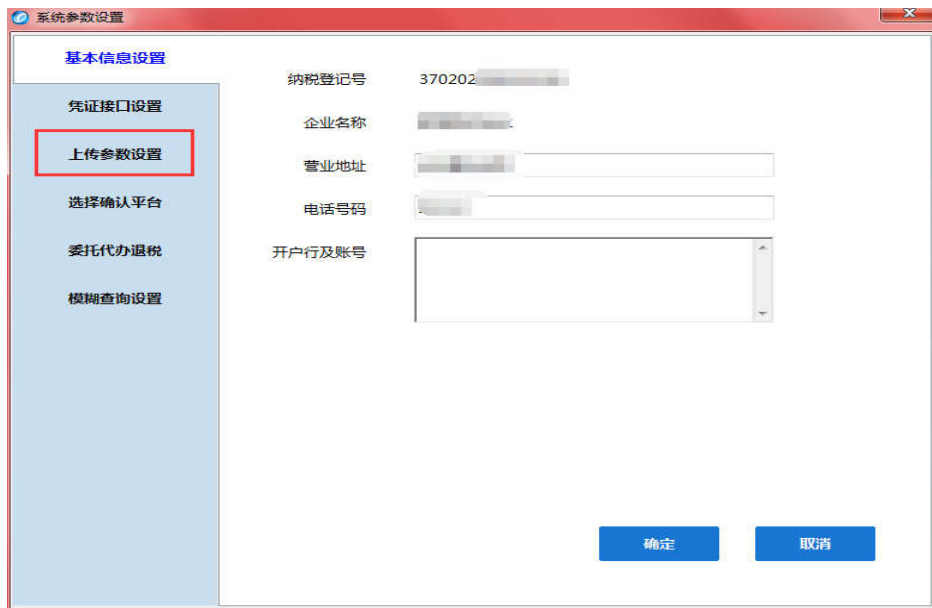 系统参数设置
基本信息设置
凭证接口设置
上传参数设置
选择确认平台
委托代办退税
模糊查询设置
纳税登记号 370202
企业名称
营业地址
电话号码
开户行及账号
确定 取消